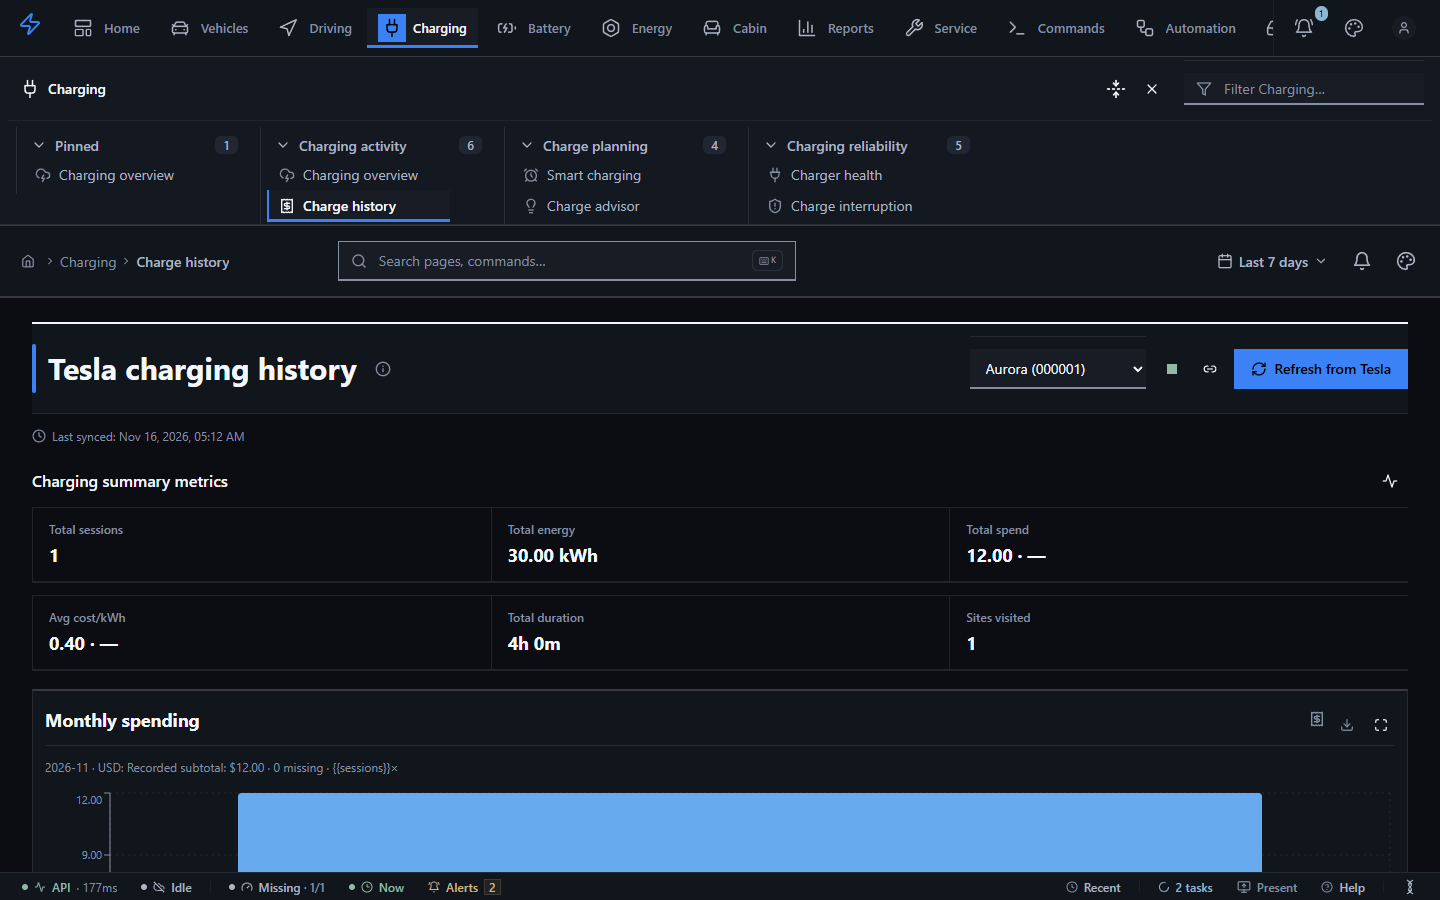 Home Vehicles Driving Charging Battery Energy Cabin Reports Service Commands Automation 1
Charging Filter Charging...
Pinned 1 Charging activity 6 Charge planning 4 Charging reliability 5
Charging overview Charging overview Smart charging Charger health
Charge history Charge advisor Charge interruption
Charging Charge history Search pages, commands... K Last 7 days
Tesla charging history Aurora (000001) Refresh from Tesla
Last synced: Nov 16, 2026, 05:12 AM
Charging summary metrics
Total sessions Total energy Total spend
1 30.00 kWh 12.00 · —
Avg cost/kWh Total duration Sites visited
0.40 · — 4h 0m 1
Monthly spending
2026-11 · USD: Recorded subtotal: $12.00 · 0 missing · {{sessions}}×
12.00
9.00
API · 177ms Idle Missing · 1/1 Now Alerts 2 Recent 2 tasks Present Help